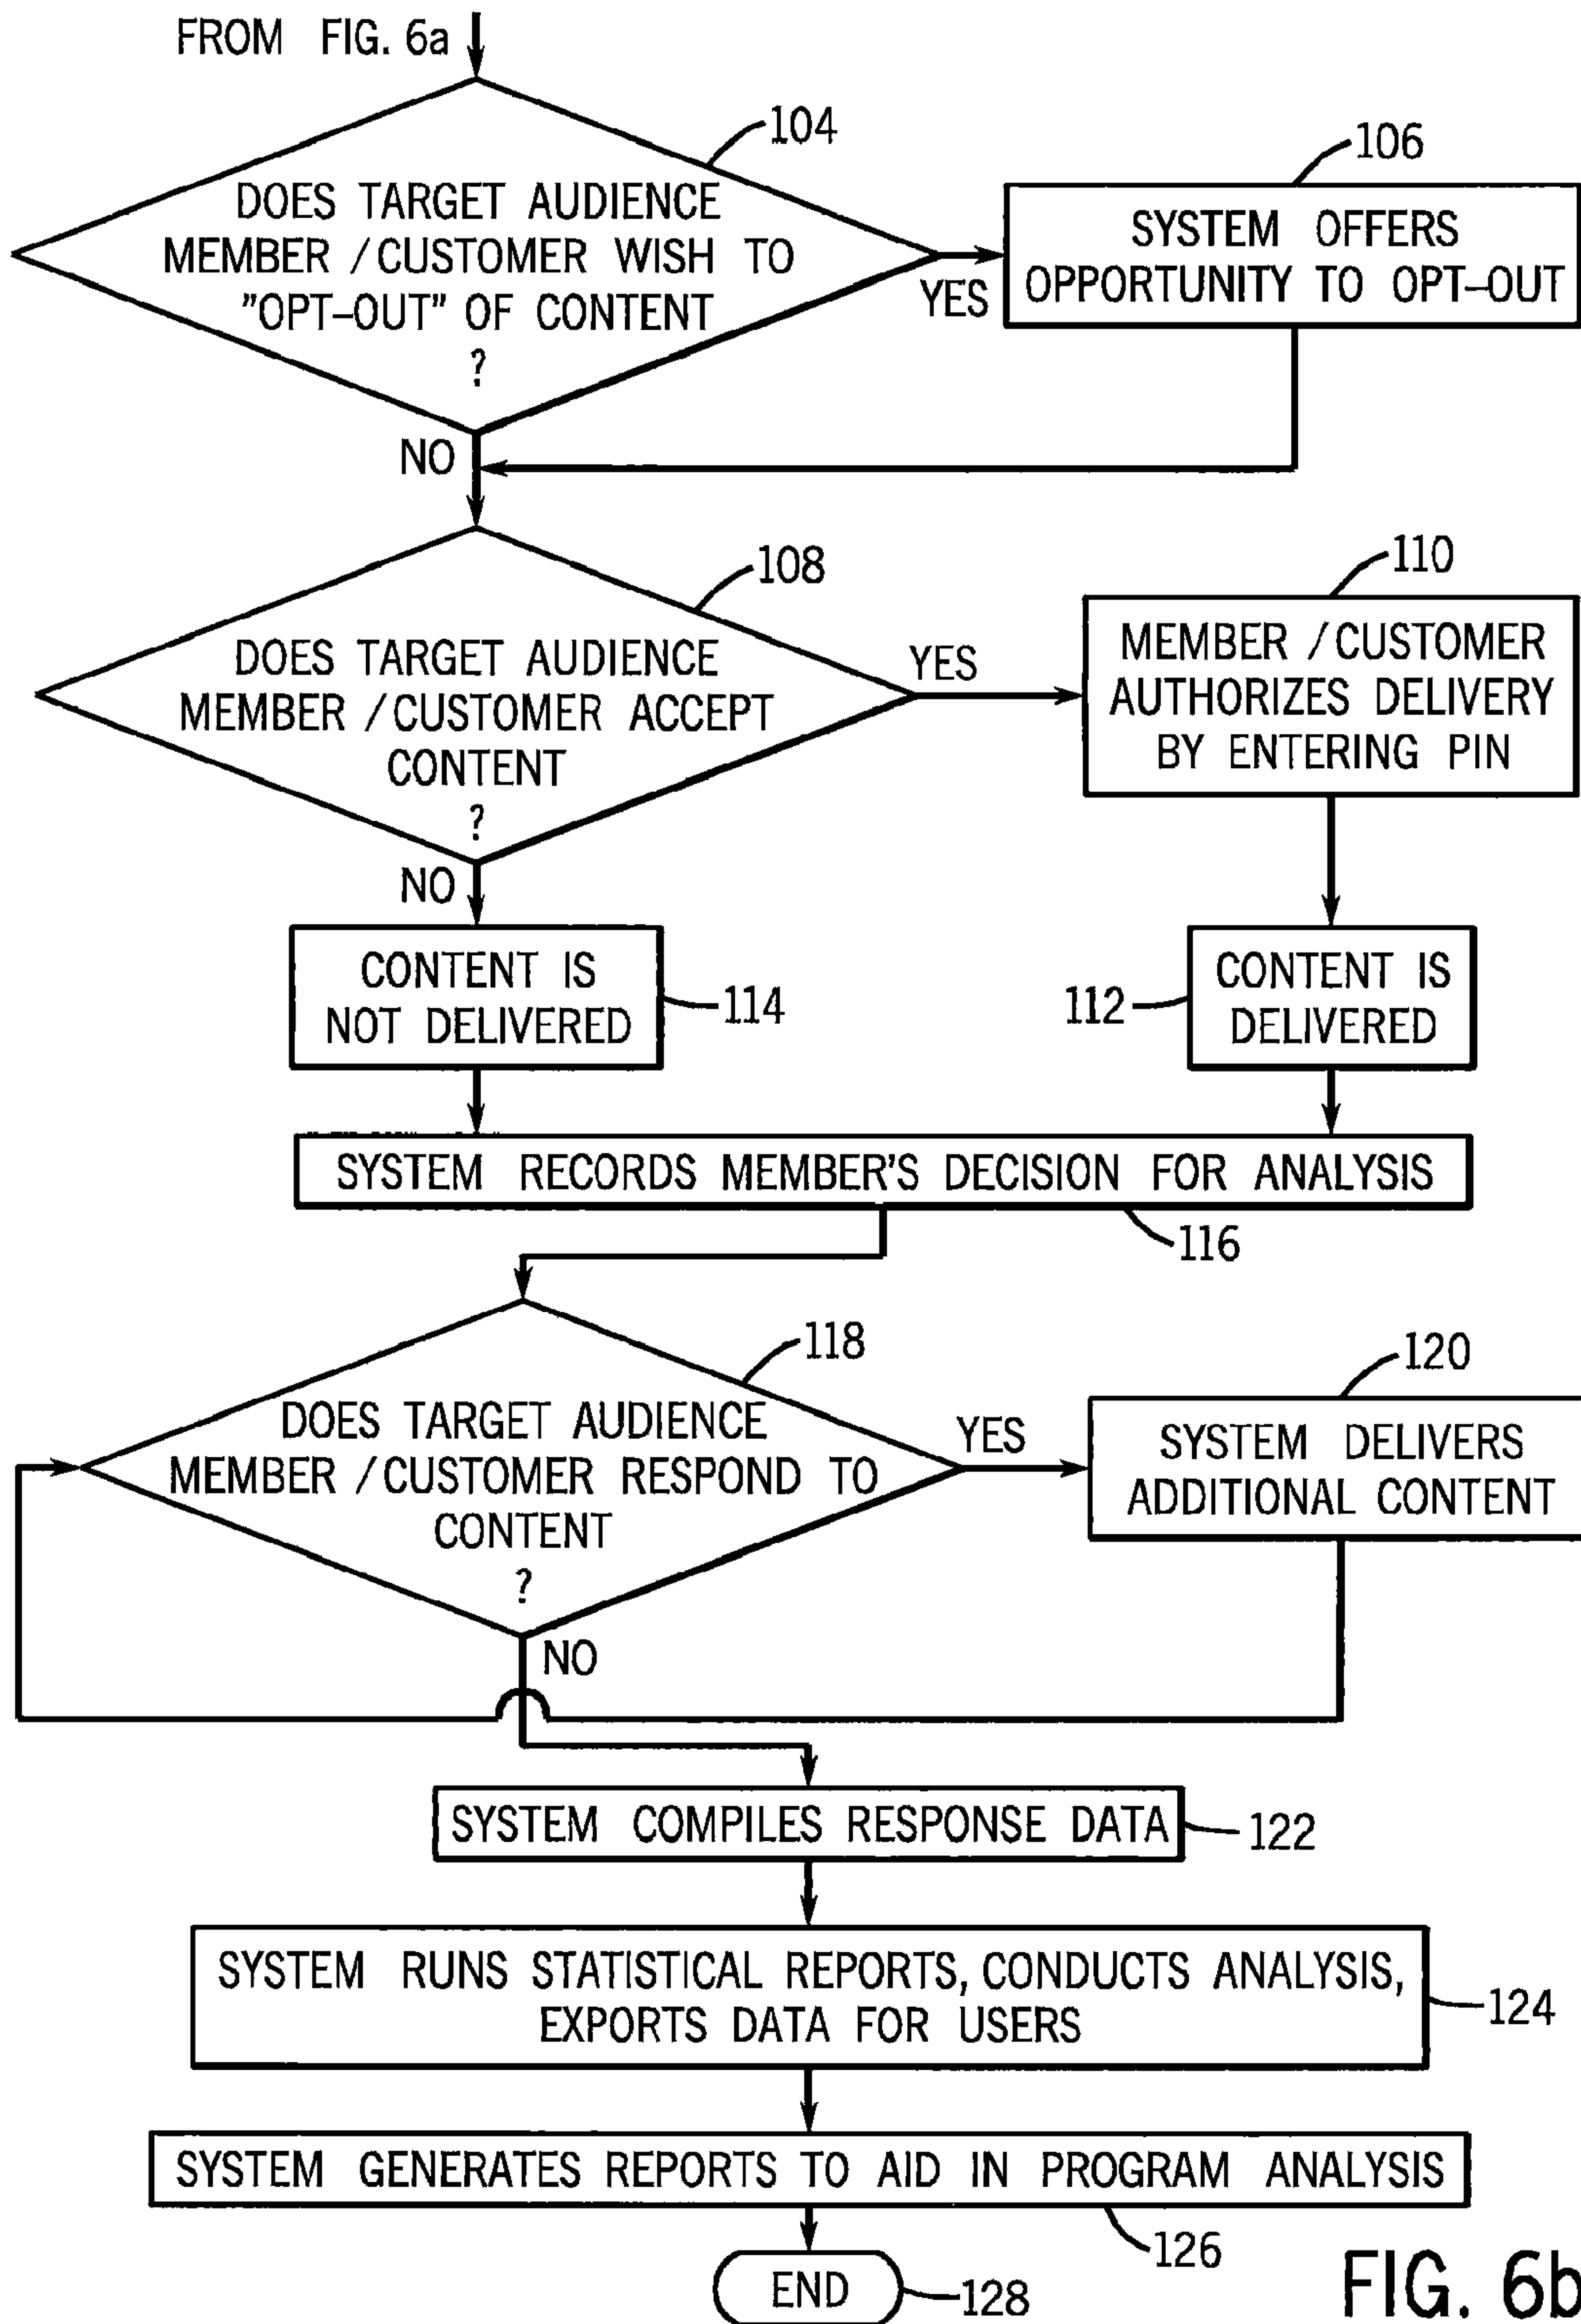 FROM FIG. 6a
104
DOES TARGET AUDIENCE
MEMBER / CUSTOMER WISH TO
"OPT-OUT" OF CONTENT
?
YES
NO
106
SYSTEM OFFERS
OPPORTUNITY TO OPT-OUT
108
DOES TARGET AUDIENCE
MEMBER / CUSTOMER ACCEPT
CONTENT
?
YES
NO
110
MEMBER / CUSTOMER
AUTHORIZES DELIVERY
BY ENTERING PIN
CONTENT IS
NOT DELIVERED
114
112
CONTENT IS
DELIVERED
SYSTEM RECORDS MEMBER'S DECISION FOR ANALYSIS
116
118
DOES TARGET AUDIENCE
MEMBER / CUSTOMER RESPOND TO
CONTENT
?
YES
NO
120
SYSTEM DELIVERS
ADDITIONAL CONTENT
SYSTEM COMPILES RESPONSE DATA
122
SYSTEM RUNS STATISTICAL REPORTS, CONDUCTS ANALYSIS,
EXPORTS DATA FOR USERS
124
SYSTEM GENERATES REPORTS TO AID IN PROGRAM ANALYSIS
126
END
128
FIG. 6b